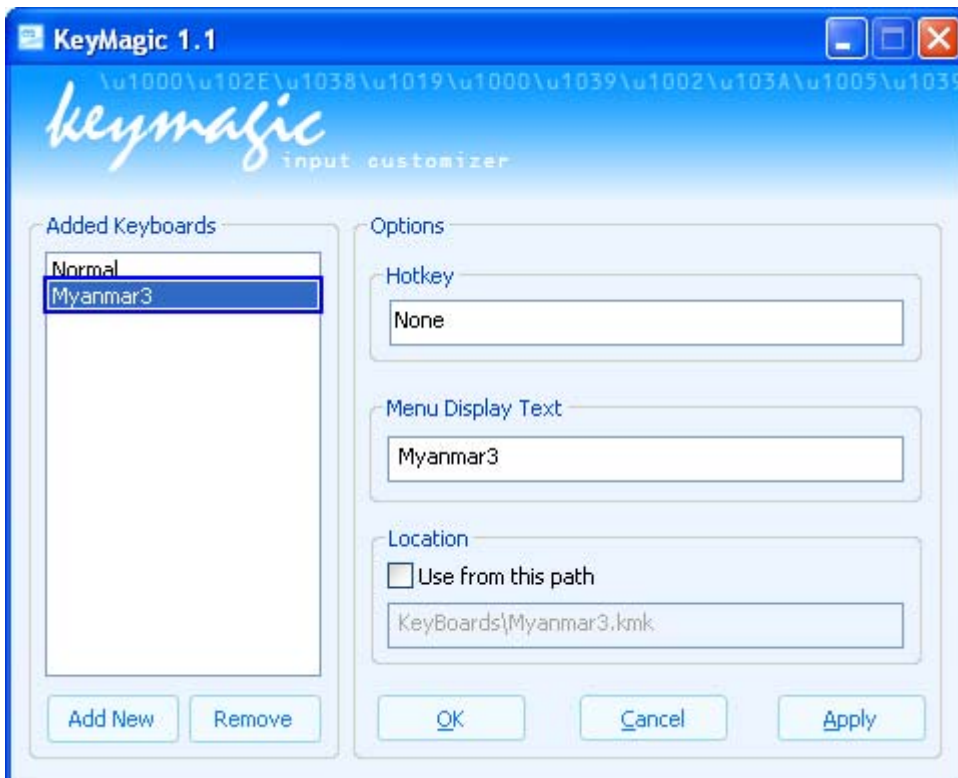 KeyMagic 1.1
\u1000\u102E\u1038\u1019\u1000\u1039\u1002\u103A\u1005\u1039
keymagic
input customizer
Added Keyboards
Normal
Myanmar3
Add New
Remove
Options
Hotkey
None
Menu Display Text
Myanmar3
Location
Use from this path
KeyBoards\Myanmar3.kmk
OK
Cancel
Apply